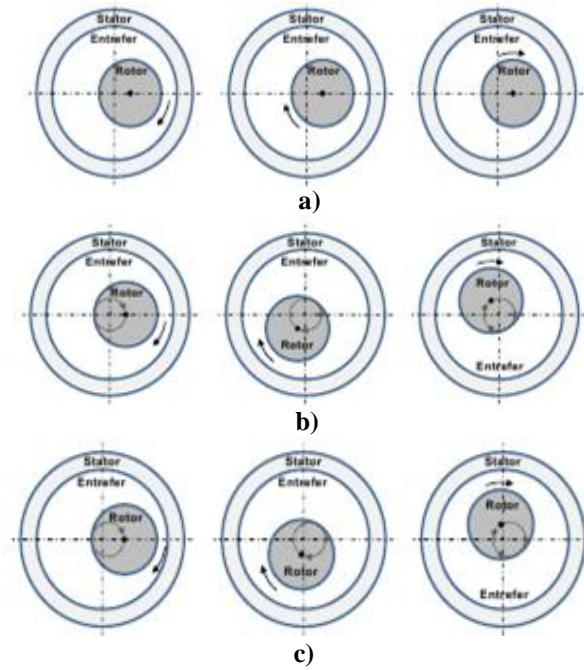 Stator Stator Stator
Entrefer Entrefer Entrefer
Rotor Rotor Rotor
a)
Stator Stator Stator
Entrefer Entrefer
Rotor Rotor
Rotor
Entrefer
b)
Stator Stator Stator
Entrefer Entrefer
Rotor Rotor
Rotor
Entrefer
c)